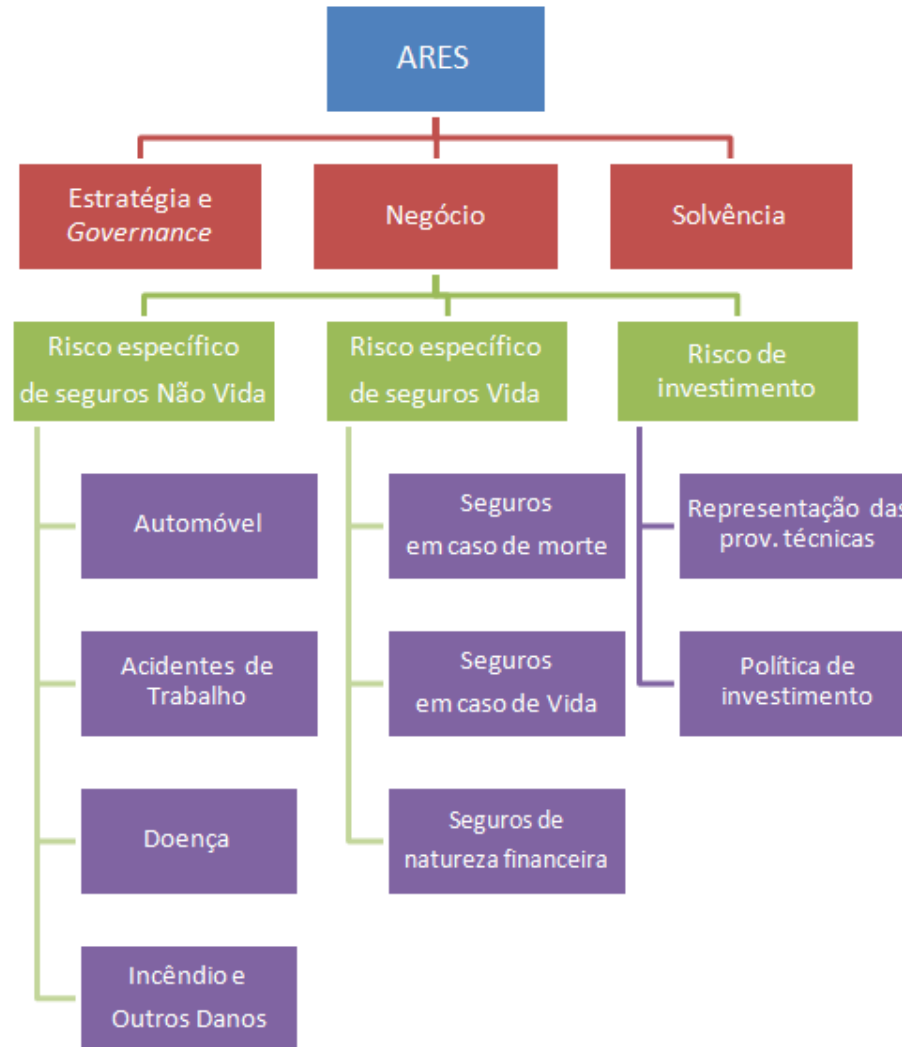 ARES
Estratégia e
Governance
Negócio
Solvência
Risco específico
de seguros Não Vida
Risco específico
de seguros Vida
Risco de
investimento
Automóvel
Acidentes de
Trabalho
Doença
Incêndio e
Outros Danos
Seguros
em caso de morte
Seguros
em caso de Vida
Seguros de
natureza financeira
Representação das
prov. técnicas
Política de
investimento